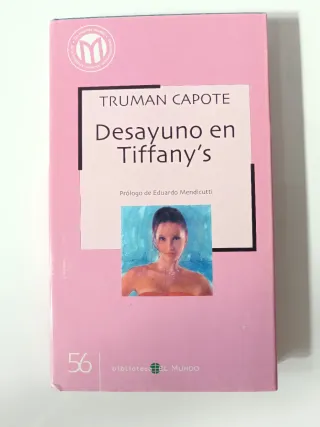 TRUMAN CAPOTE
Desayuno en
Tiffany's
Prólogo de Eduardo Mendicutti
56
BIBLIOTECA EL MUNDO